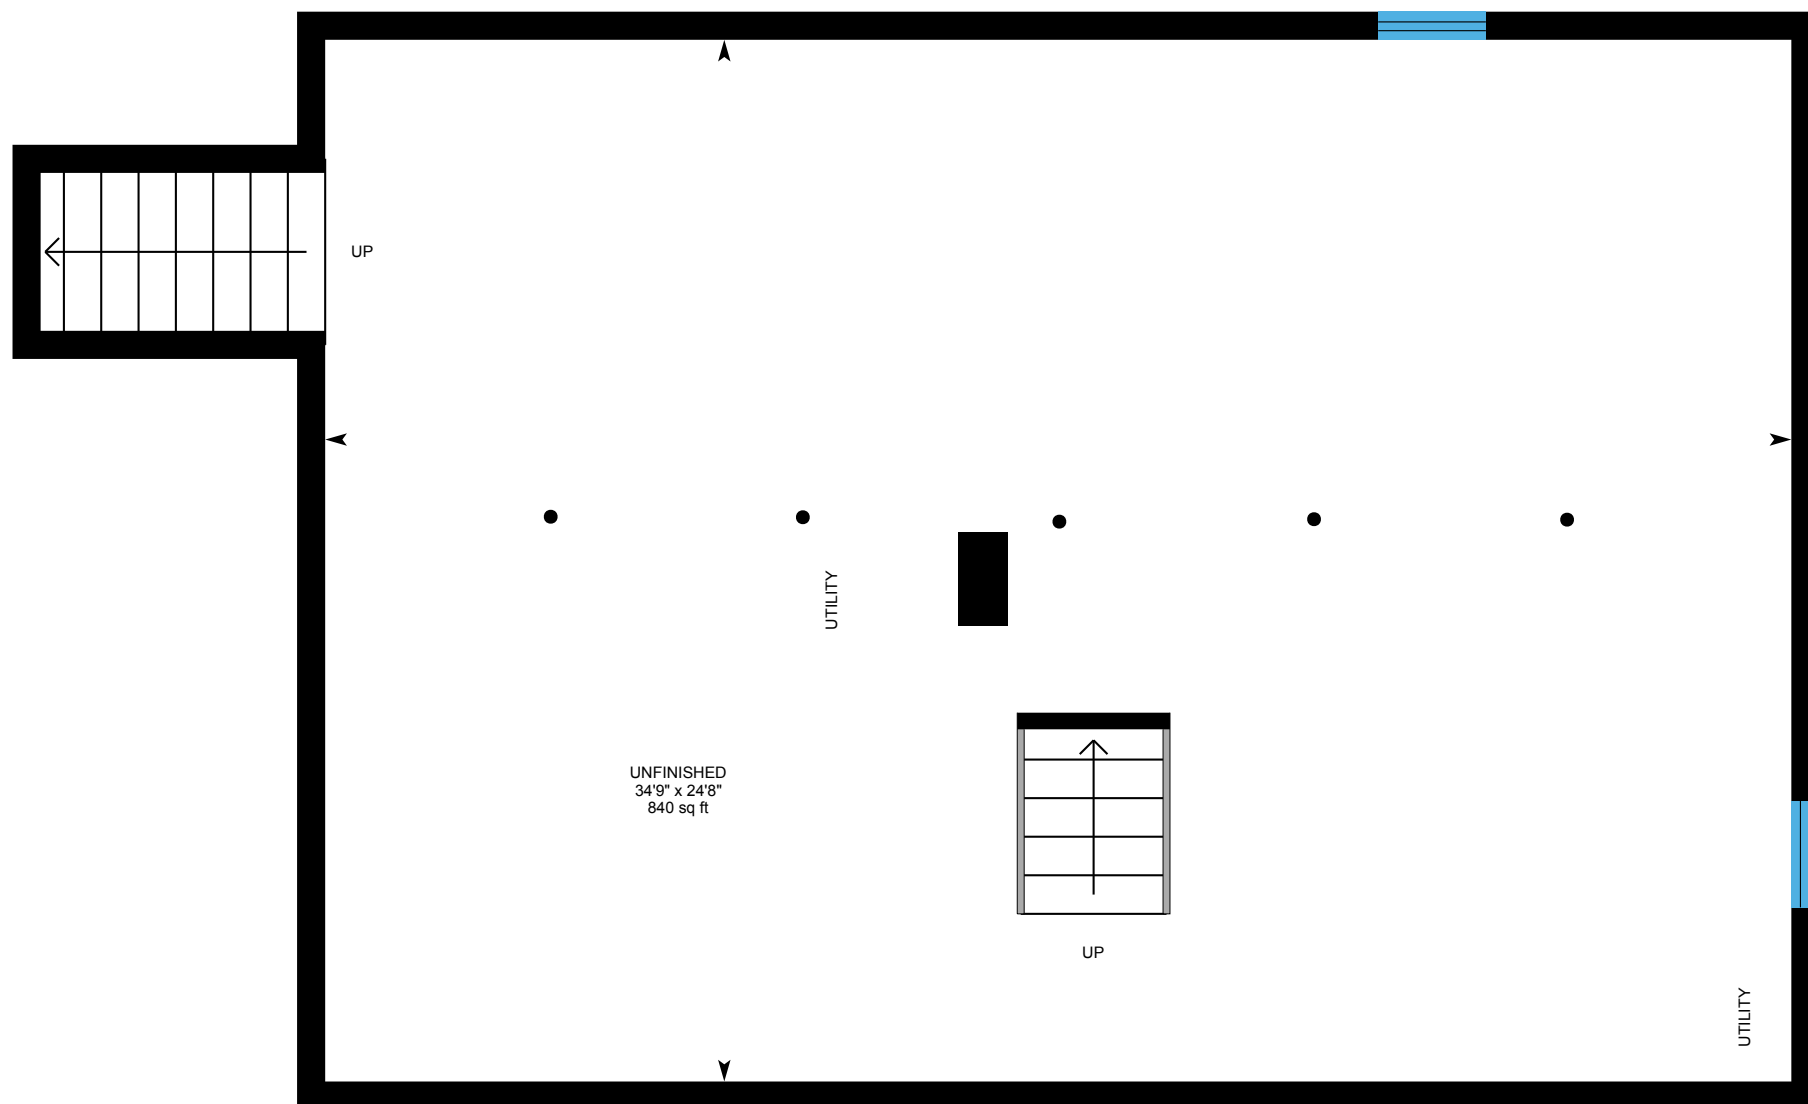 UP
UTILITY
UNFINISHED
34'9" x 24'8"
840 sq ft
UP
UTILITY